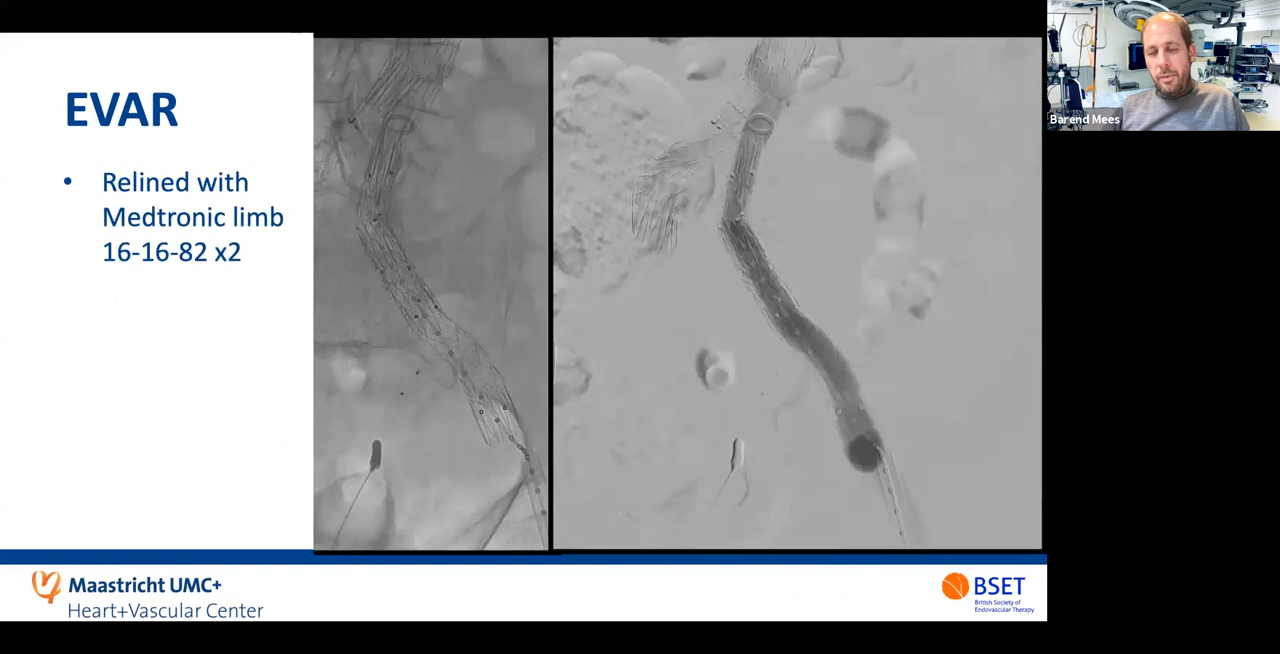 EVAR
• Relined with
Medtronic limb
16-16-82 x2
Barend Mees
Maastricht UMC+
Heart+Vascular Center
BSET
British Society of
Endovascular Therapy